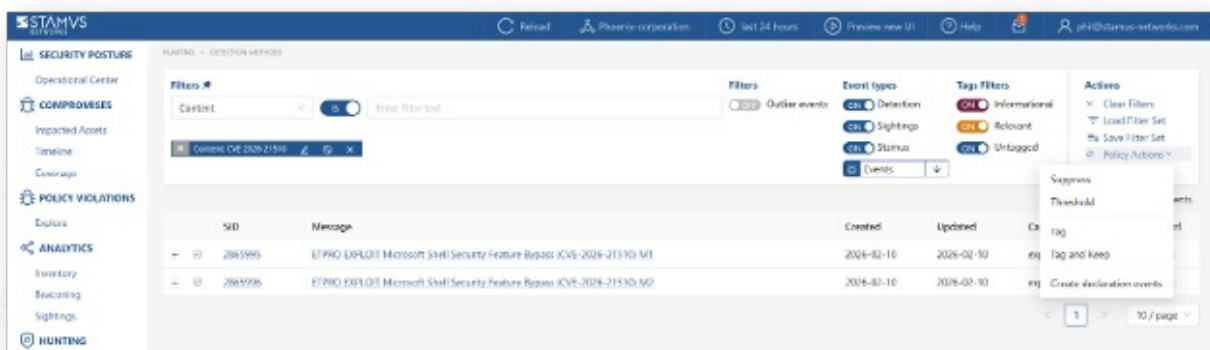 STAMVS
NETWORKS
Reload
Phoenix corporation
last 24 hours
Preview new UI
Help
phil@stamus-networks.com
SECURITY POSTURE
Operational Center
COMPROMISES
Impacted Assets
Timeline
Coverage
POLICY VIOLATIONS
Explore
ANALYTICS
Inventory
Beaconing
Sightings
HUNTING
HUNTING > DETECTION METHODS
Filters
Content
IS
Enter filter text
Content: CVE-2026-21510
Filters
OFF Outlier events
Event types
ON Detection
ON Sightings
ON Stamus
Events
Tags Filters
ON Informational
ON Relevant
ON Untagged
Actions
Clear Filters
Load Filter Set
Save Filter Set
Policy Actions
Suppress
Threshold
Tag
Tag and Keep
Create declaration events
SID Message Created Updated
2865995 ETPRO EXPLOIT Microsoft Shell Security Feature Bypass (CVE-2026-21510) M1 2026-02-10 2026-02-10
2865996 ETPRO EXPLOIT Microsoft Shell Security Feature Bypass (CVE-2026-21510) M2 2026-02-10 2026-02-10
1
10 / page